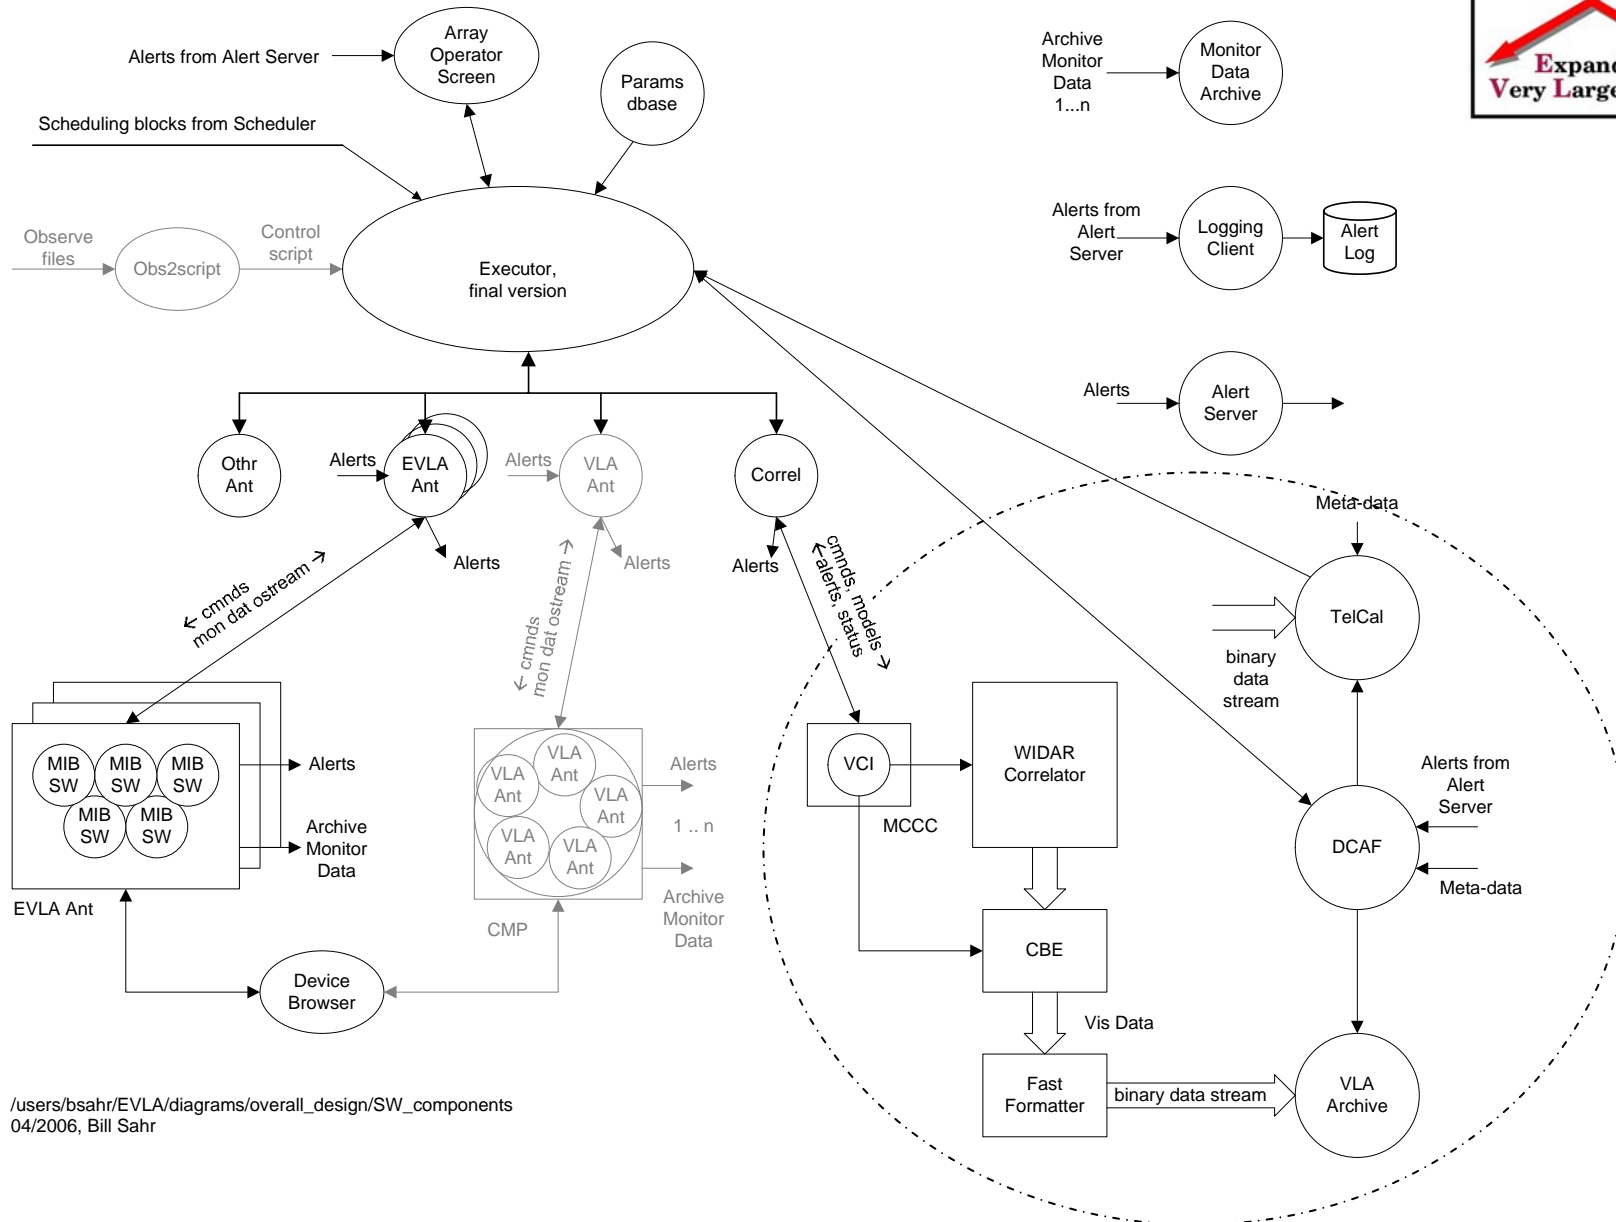 Alerts from Alert Server
Array
Operator
Screen
Params
dbase
Archive
Monitor
Data
1...n
Monitor
Data
Archive
Expand
Very Large
Scheduling blocks from Scheduler
Observe
files
Obs2script
Control
script
Executor,
final version
Alerts from
Alert
Server
Logging
Client
Alert
Log
Alerts
Alert
Server
Othr
Ant
Alerts
EVLA
Ant
Alerts
VLA
Ant
Correl
Alerts
Alerts
Alerts
← cmnds
mon dat ostream →
← cmnds
mon dat ostream →
cmnds, models →
←alerts, status
Meta-data
TelCal
binary
data
stream
MIB
SW
MIB
SW
MIB
SW
MIB
SW
MIB
SW
Alerts
Archive
Monitor
Data
EVLA Ant
VLA
Ant
VLA
Ant
VLA
Ant
VLA
Ant
VLA
Ant
Alerts
1 .. n
Archive
Monitor
Data
CMP
VCI
MCCC
WIDAR
Correlator
Alerts from
Alert
Server
DCAF
Meta-data
CBE
Device
Browser
Vis Data
Fast
Formatter
binary data stream
VLA
Archive
/users/bsahr/EVLA/diagrams/overall_design/SW_components
04/2006, Bill Sahr